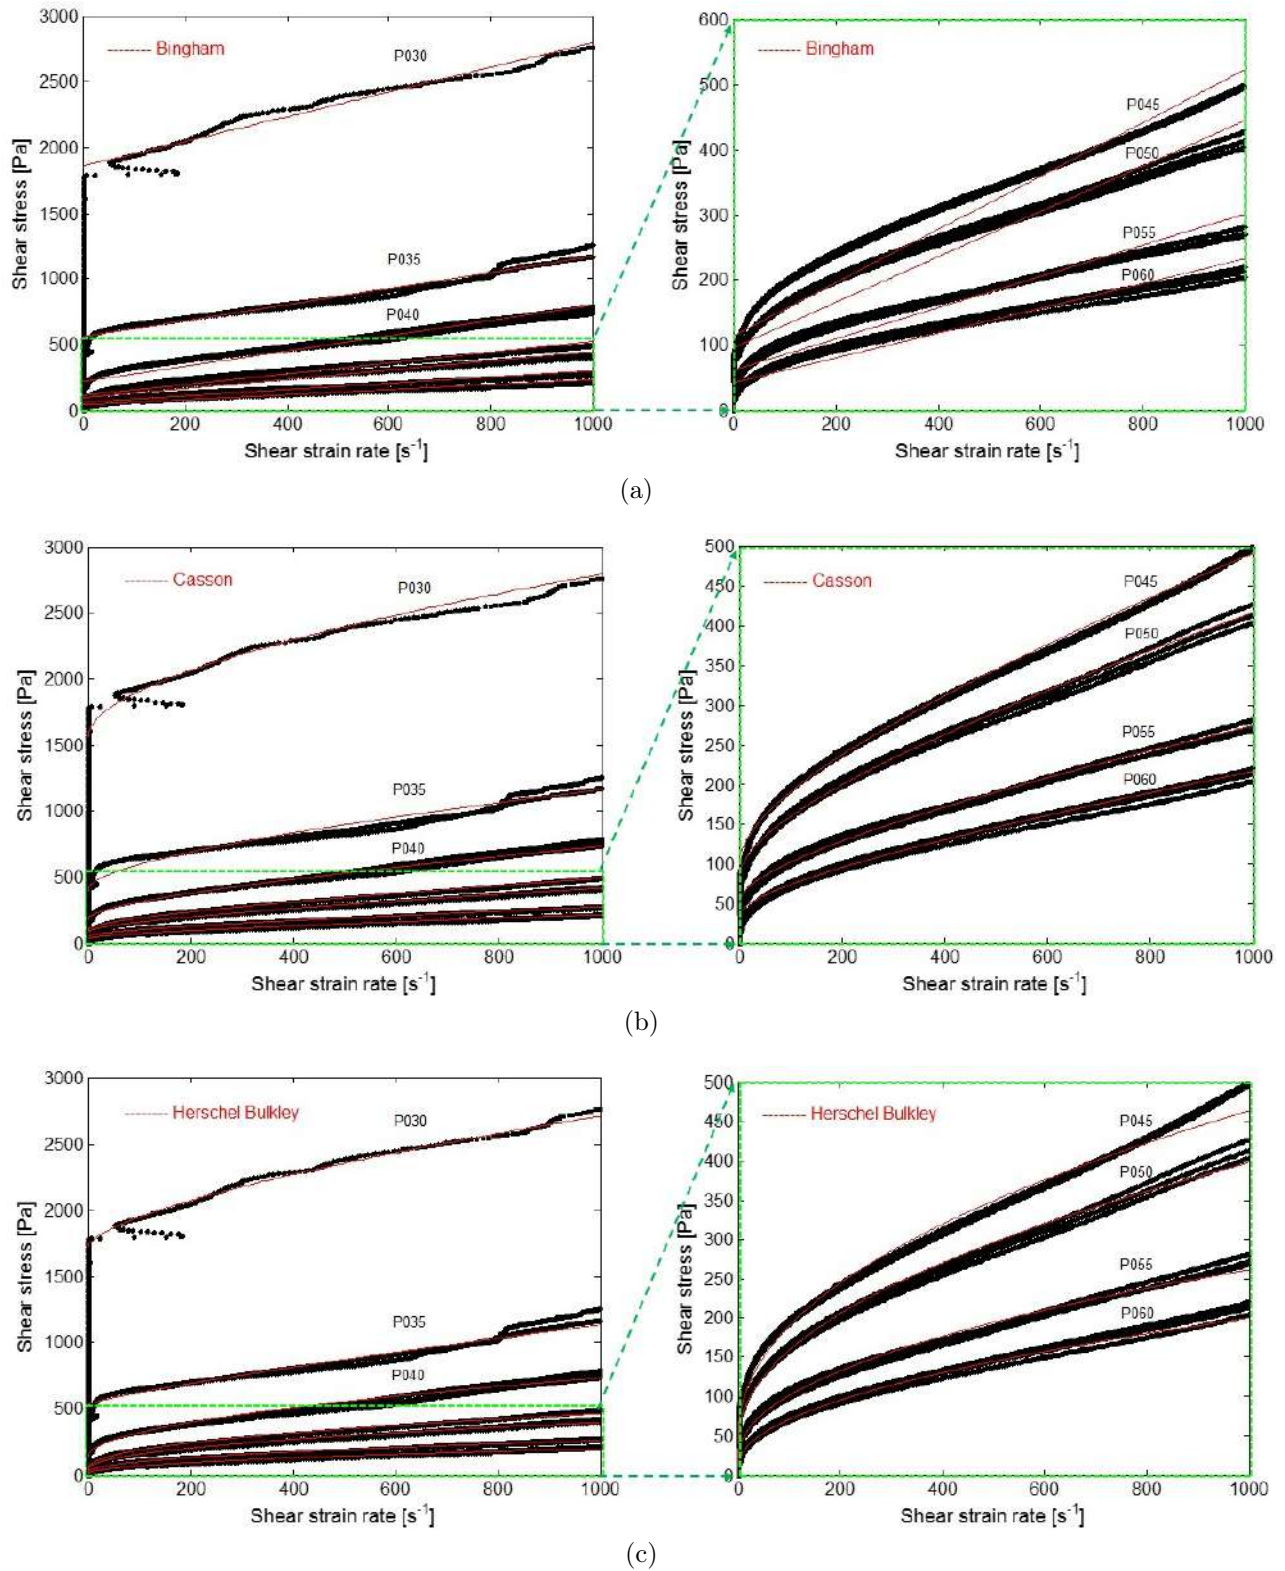 3000
2500
2000
1500
1000
500
0
Shear stress [Pa]
Bingham
P030
P035
P040
0 200 400 600 800 1000
Shear strain rate [s⁻¹]
600
500
400
300
200
100
0
Shear stress [Pa]
Bingham
P045
P050
P055
P060
0 200 400 600 800 1000
Shear strain rate [s⁻¹]
(a)
3000
2500
2000
1500
1000
500
0
Shear stress [Pa]
Casson
P030
P035
P040
0 200 400 600 800 1000
Shear strain rate [s⁻¹]
500
450
400
350
300
250
200
150
100
50
0
Shear stress [Pa]
Casson
P045
P050
P055
P060
0 200 400 600 800 1000
Shear strain rate [s⁻¹]
(b)
3000
2500
2000
1500
1000
500
0
Shear stress [Pa]
Herschel Bulkley
P030
P035
P040
0 200 400 600 800 1000
Shear strain rate [s⁻¹]
500
450
400
350
300
250
200
150
100
50
0
Shear stress [Pa]
Herschel Bulkley
P045
P050
P055
P060
0 200 400 600 800 1000
Shear strain rate [s⁻¹]
(c)